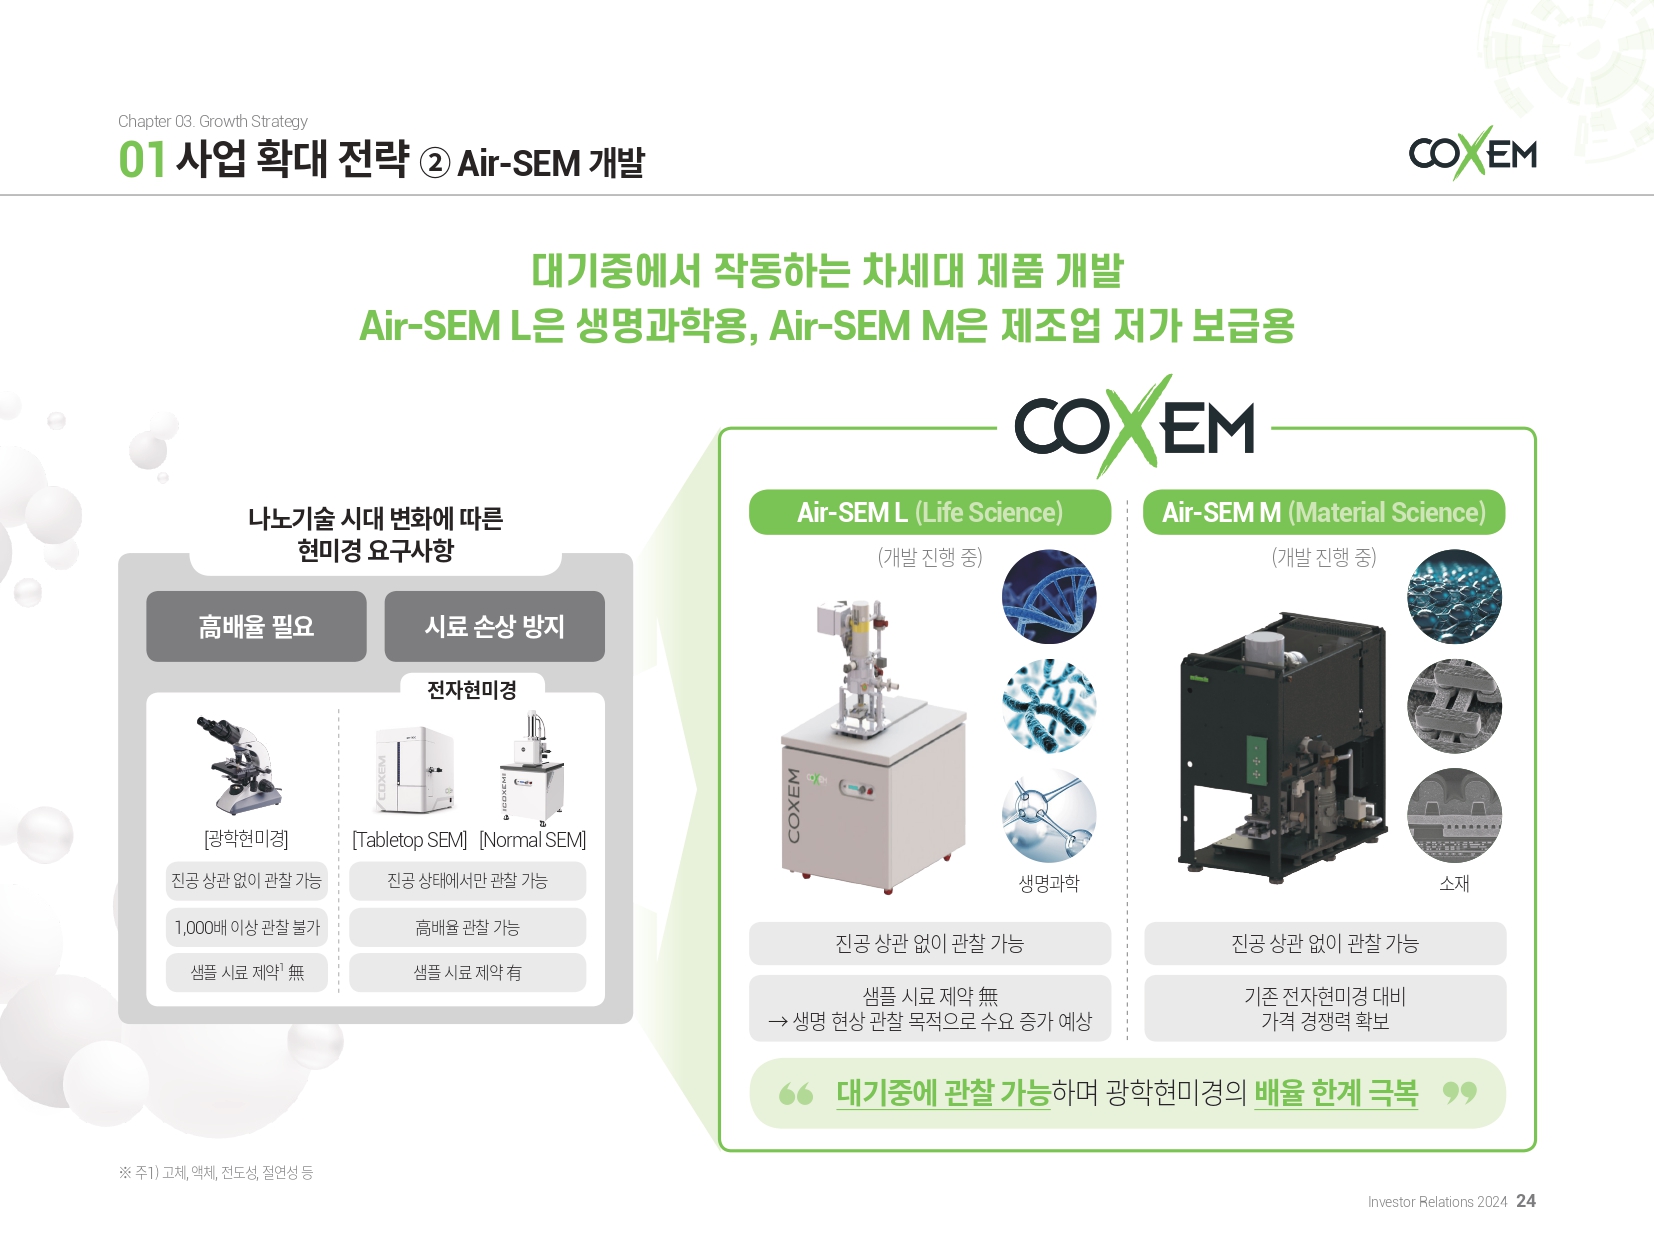 Chapter 03. Growth Strategy
01 사업 확대 전략 ② Air-SEM 개발
COXEM
대기중에서 작동하는 차세대 제품 개발
Air-SEM L은 생명과학용, Air-SEM M은 제조업 저가 보급용
나노기술 시대 변화에 따른
현미경 요구사항
高배율 필요
시료 손상 방지
전자현미경
COXEM
[광학현미경]
[Tabletop SEM]
[Normal SEM]
진공 상관 없이 관찰 가능
진공 상태에서만 관찰 가능
1,000배 이상 관찰 불가
高배율 관찰 가능
샘플 시료 제약1 無
샘플 시료 제약 有
COXEM
Air-SEM L (Life Science)
(개발 진행 중)
COXEM
생명과학
진공 상관 없이 관찰 가능
샘플 시료 제약 無
→ 생명 현상 관찰 목적으로 수요 증가 예상
Air-SEM M (Material Science)
(개발 진행 중)
소재
진공 상관 없이 관찰 가능
기존 전자현미경 대비
가격 경쟁력 확보
“ 대기중에 관찰 가능하며 광학현미경의 배율 한계 극복 ”
※ 주1) 고체, 액체, 전도성, 절연성 등
Investor Relations 2024 24